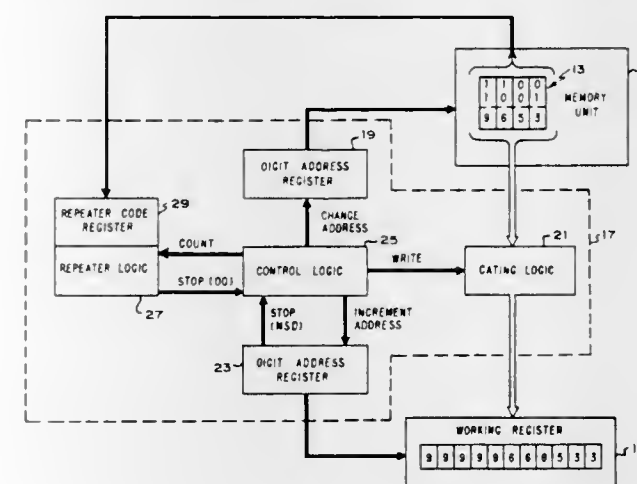 13
1 1 0 0
1 0 0 1
9 6 5 3
MEMORY
UNIT
19
DIGIT ADDRESS
REGISTER
REPEATER CODE
REGISTER
29
CHANGE
ADDRESS
25
21
17
COUNT
REPEATER LOGIC
CONTROL LOGIC
WRITE
GATING LOGIC
STOP (OG)
27
STOP
(MSD)
INCREMENT
ADDRESS
23
DIGIT ADDRESS
REGISTER
WORKING REGISTER
9 9 9 9 9 6 6 0 5 3 3